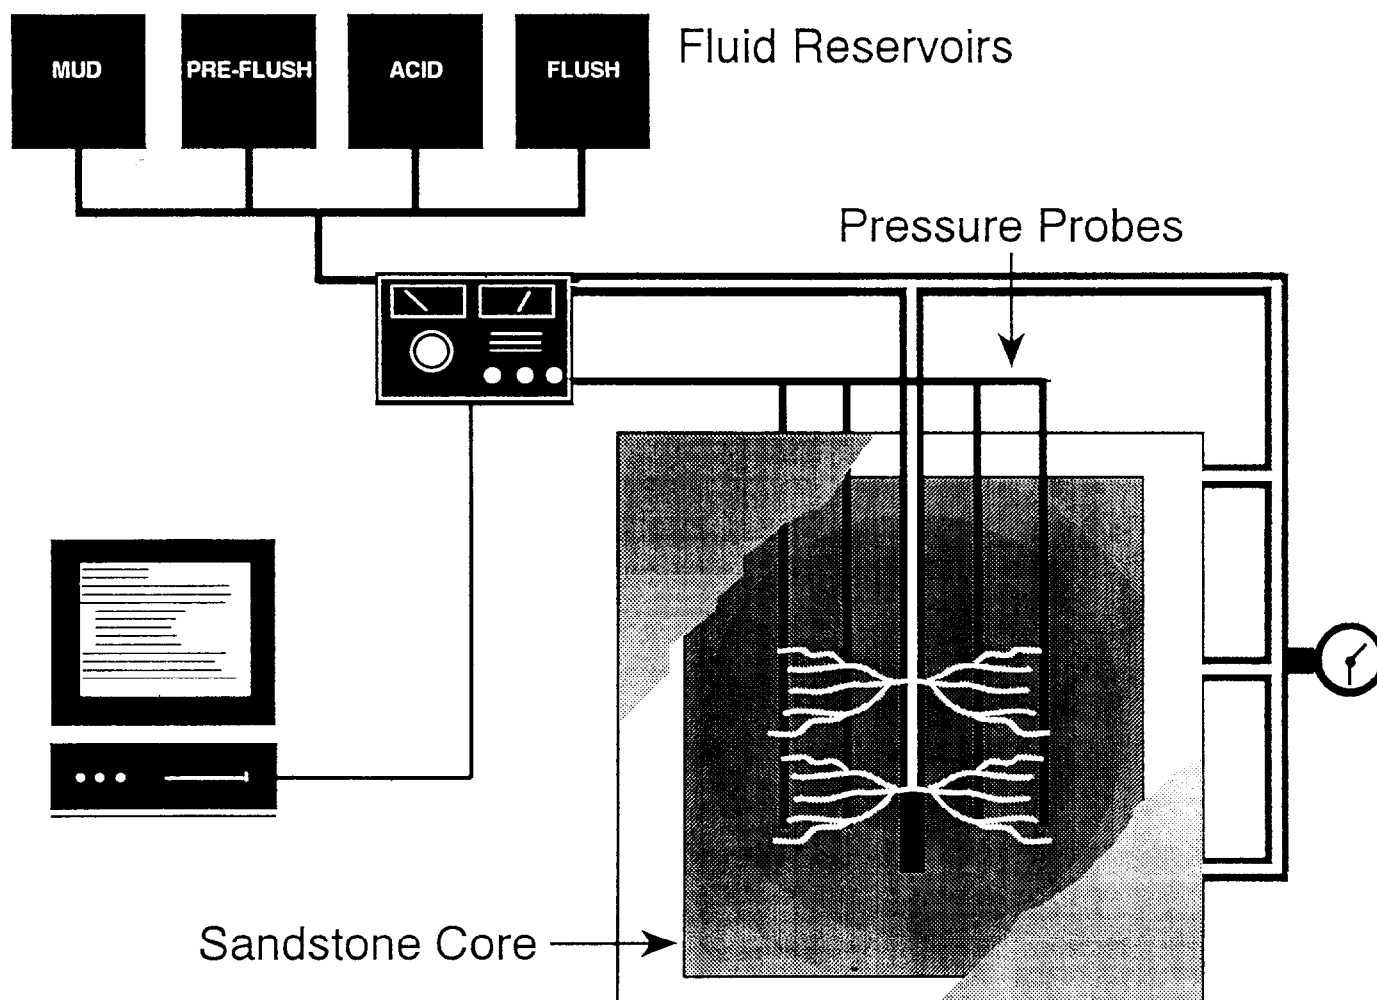 MUD
PRE-FLUSH
ACID
FLUSH
Fluid Reservoirs
Pressure Probes
Sandstone Core